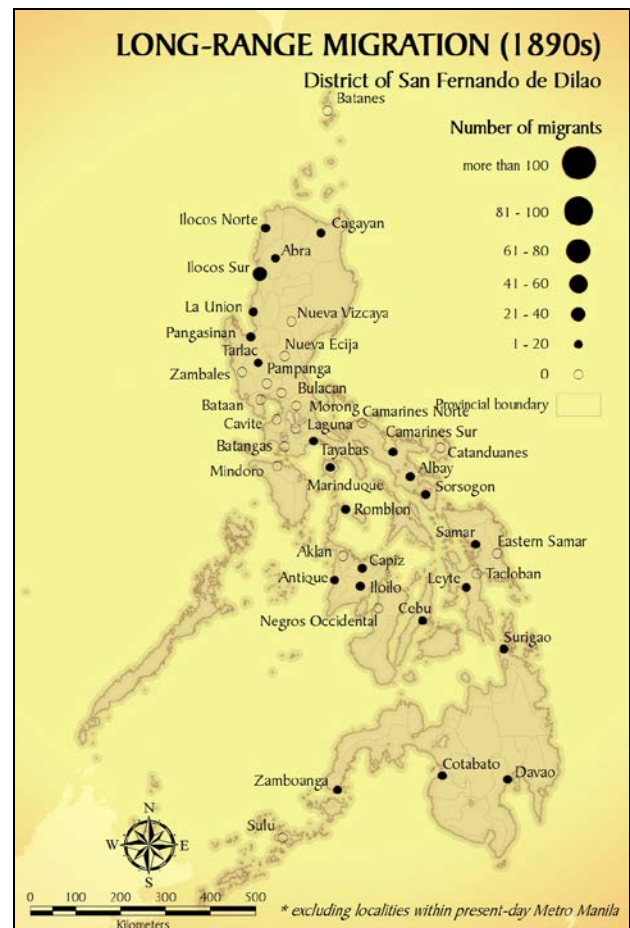 LONG-RANGE MIGRATION (1890s)
District of San Fernando de Dilao
Batanes
Number of migrants
more than 100
81 - 100
61 - 80
41 - 60
21 - 40
1 - 20
0
Provincial boundary
Ilocos Norte
Cagayan
Abra
Ilocos Sur
La Union
Nueva Vizcaya
Pangasinan
Nueva Ecija
Tarlac
Pampanga
Zambales
Bulacan
Bataan
Morong
Camarines Norte
Cavite
Laguna
Camarines Sur
Batangas
Tayabas
Catanduanes
Mindoro
Albay
Marinduque
Sorsogon
Romblon
Samar
Eastern Samar
Aklan
Capiz
Tacloban
Antique
Iloilo
Leyte
Negros Occidental
Cebu
Surigao
Cotabato
Davao
Zamboanga
Sulu
N
W E
S
0 100 200 300 400 500
Kilometers
* excluding localities within present-day Metro Manila